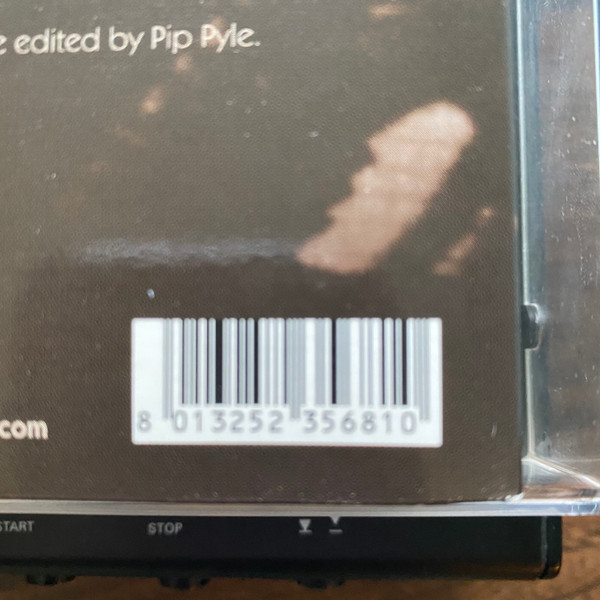 e edited by Pip Pyle.
.com
8 013252 356810
START
STOP